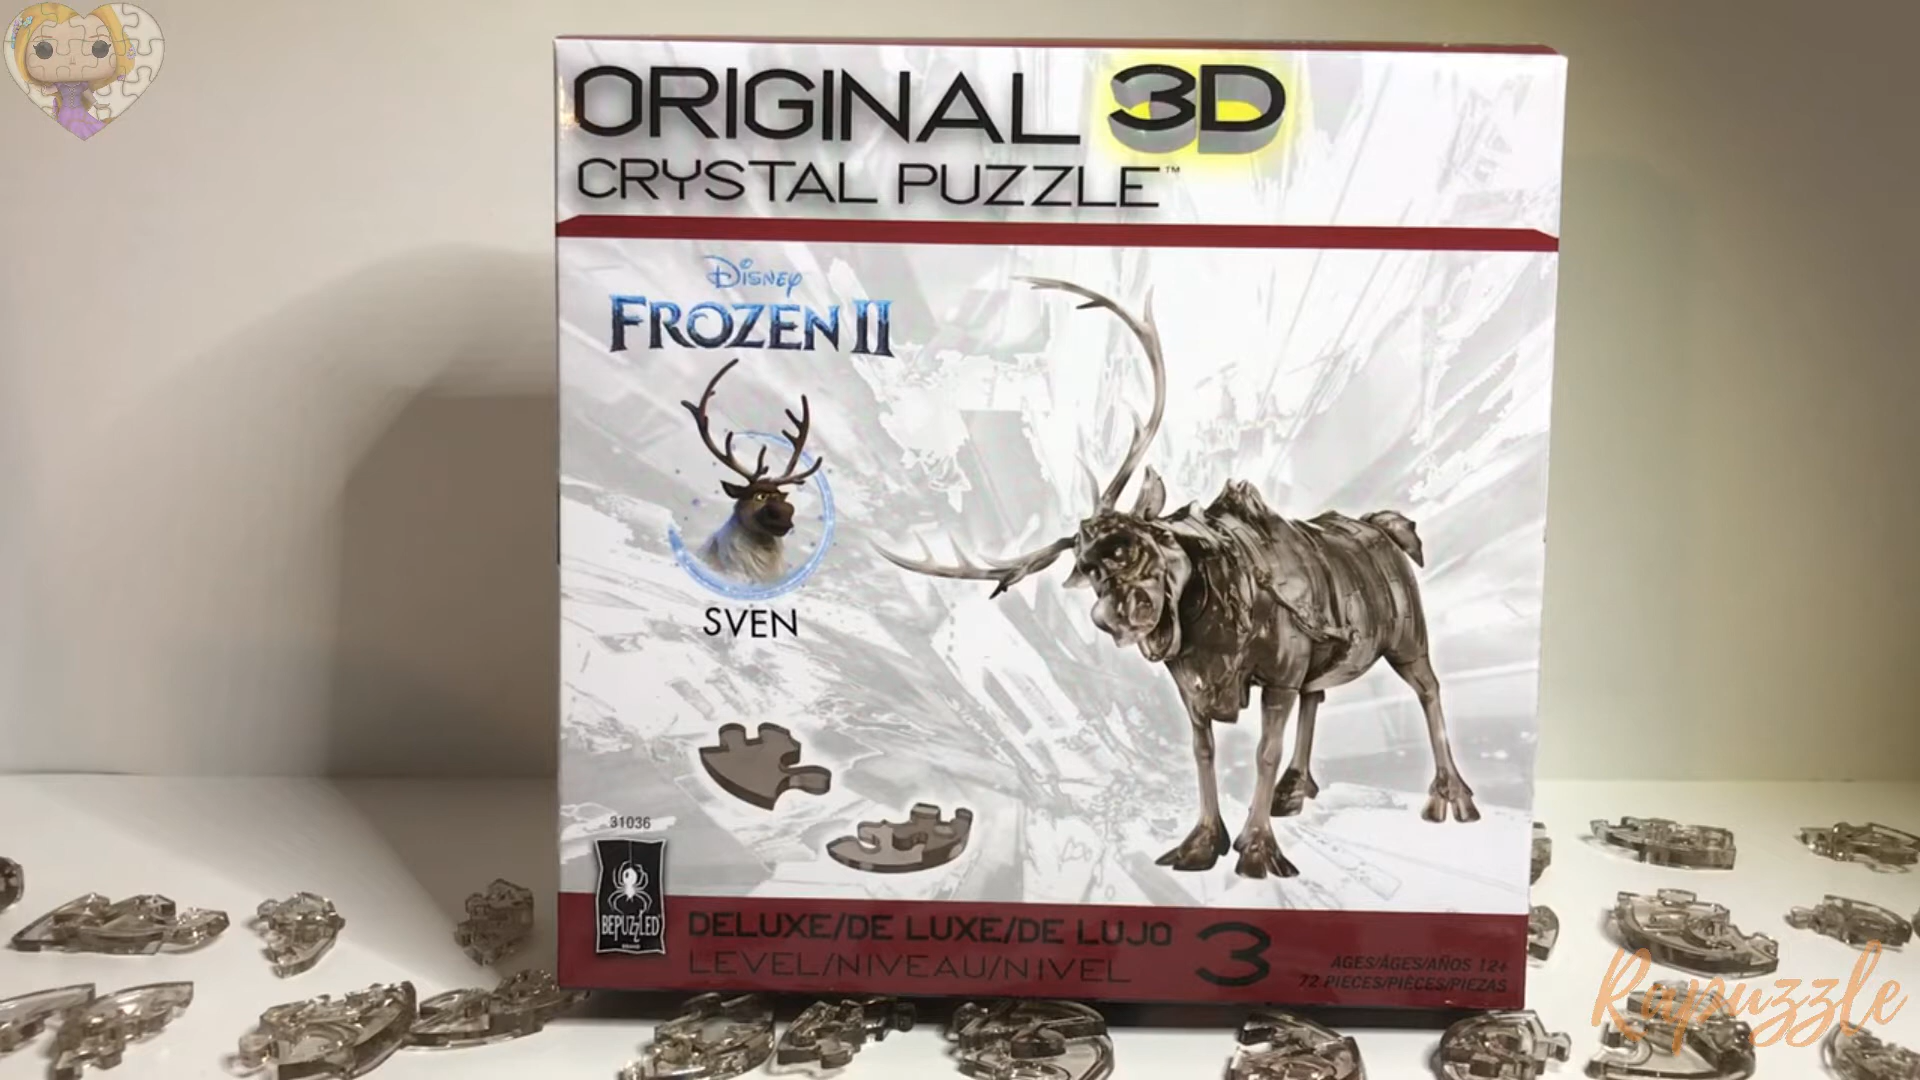 ORIGINAL 3D
CRYSTAL PUZZLE™
Disney
FROZEN II
SVEN
31036
BEPUZZLED
BRAND
DELUXE/DE LUXE/DE LUJO
LEVEL/NIVEAU/NIVEL 3
AGES/ÂGES/AÑOS 12+
72 PIECES/PIÈCES/PIEZAS
Rapuzzle